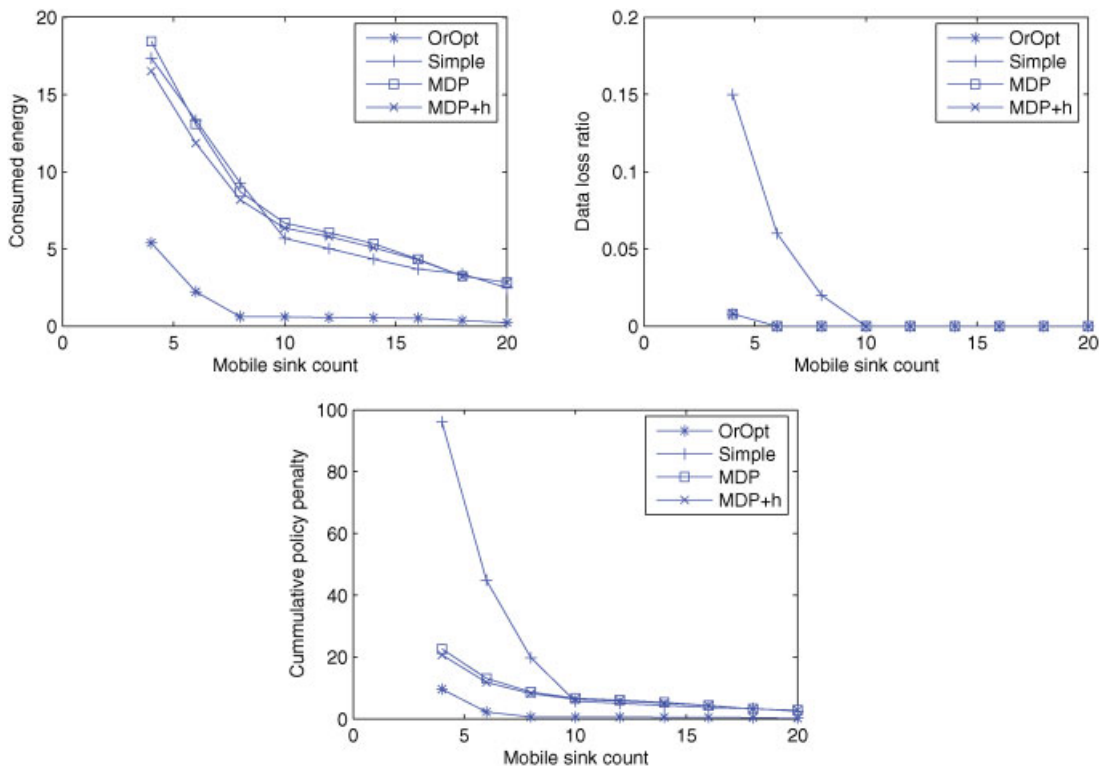 20
15
10
5
0
0
5
10
15
20
Consumed energy
Mobile sink count
OrOpt
Simple
MDP
MDP+h
0.2
0.15
0.1
0.05
0
0
5
10
15
20
Data loss ratio
Mobile sink count
OrOpt
Simple
MDP
MDP+h
100
80
60
40
20
0
0
5
10
15
20
Cummulative policy penalty
Mobile sink count
OrOpt
Simple
MDP
MDP+h